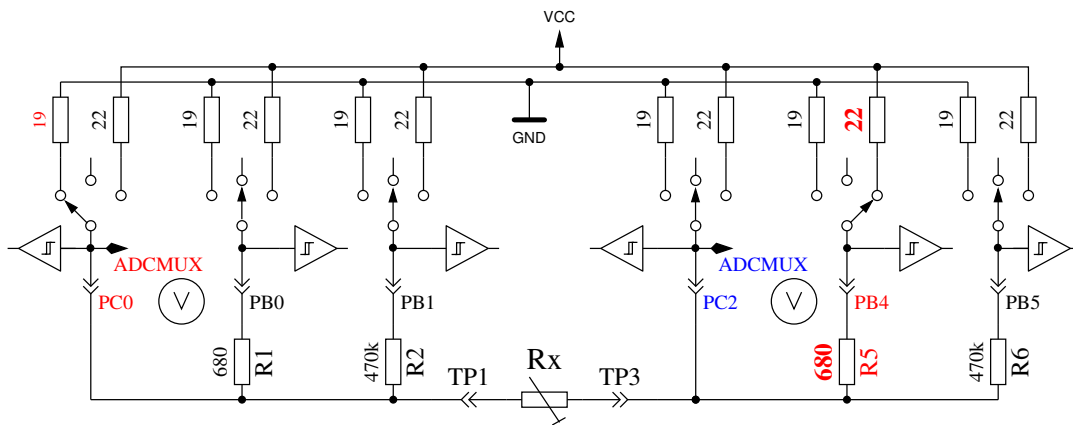 VCC
19
22
19
22
19
22
GND
19
22
19
22
19
22
ADCMUX
ADCMUX
PC0
V
PB0
PB1
PC2
V
PB4
PB5
680
R1
470k
R2
TP1
Rx
TP3
680
R5
470k
R6